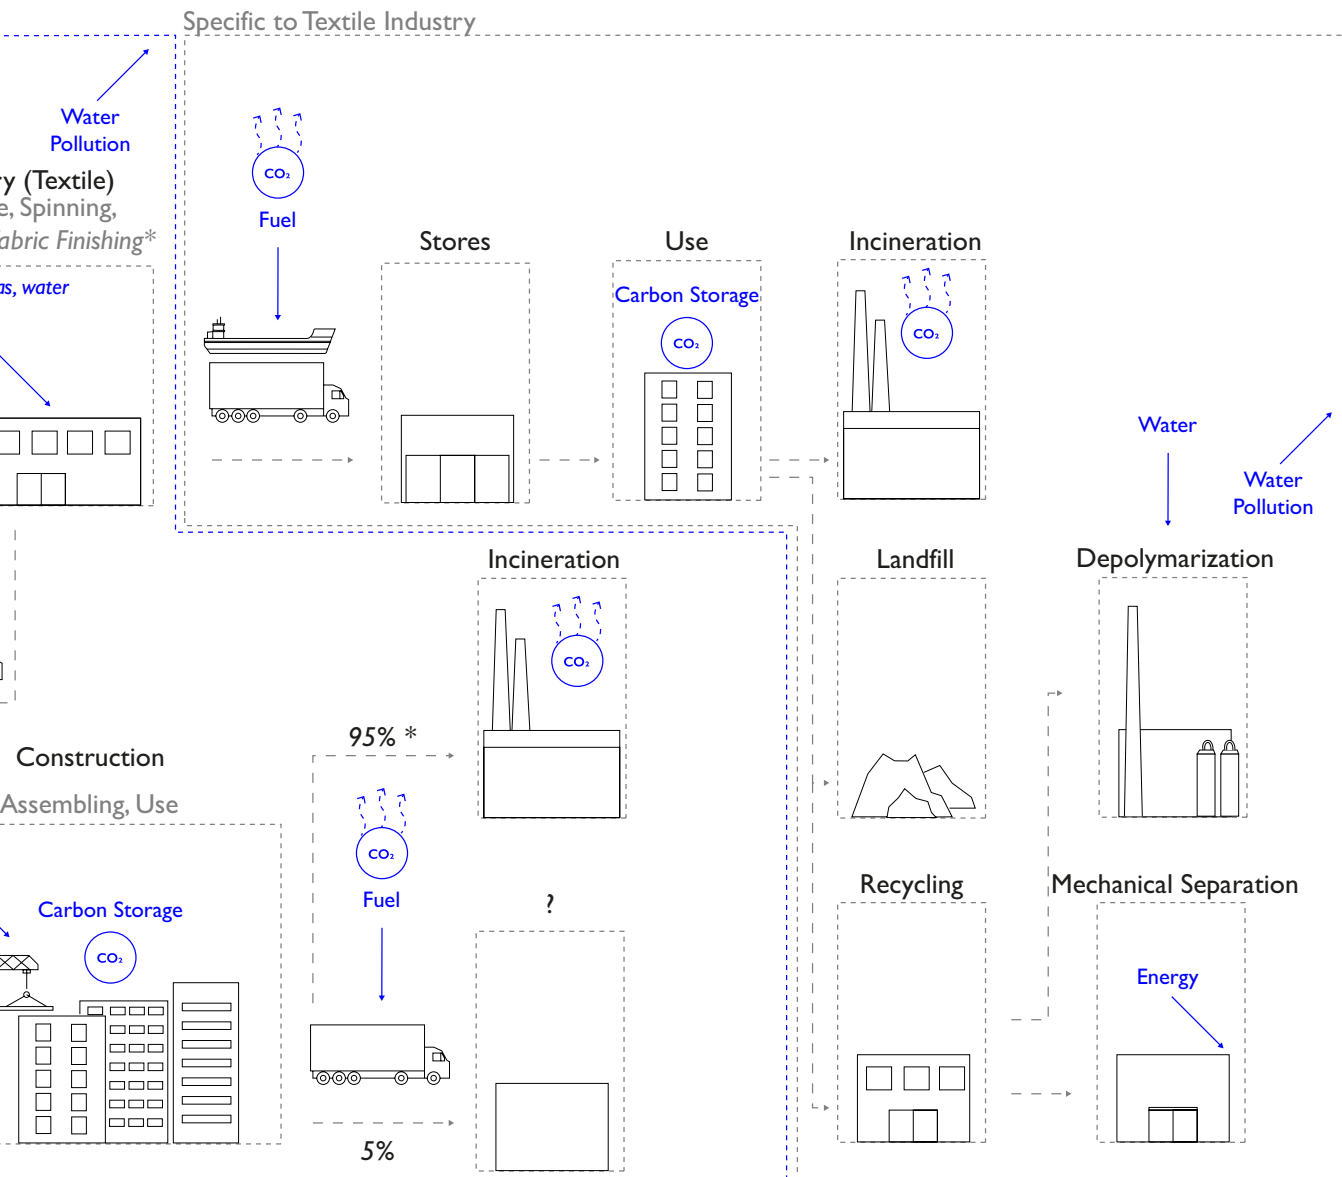 Specific to Textile Industry
Water
Pollution
(Textile)
Spinning,
Fabric Finishing*
water
CO₂
Fuel
Stores
Use
Carbon Storage
CO₂
Incineration
CO₂
Water
Water
Pollution
Incineration
CO₂
Landfill
Depolymarization
Construction
Assembling, Use
Carbon Storage
CO₂
95% *
CO₂
Fuel
5%
?
Recycling
Mechanical Separation
Energy